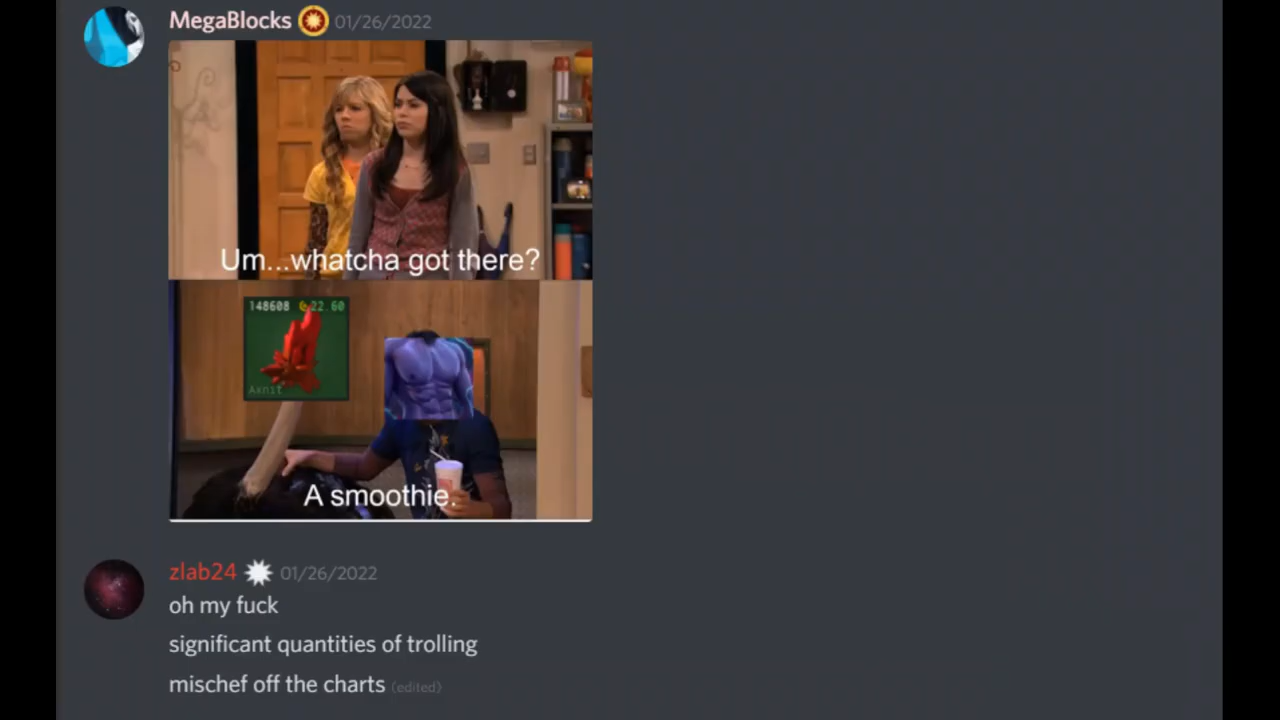 MegaBlocks 01/26/2022
Um...whatcha got there?
148608 22.60
Axnit
A smoothie.
zlab24 01/26/2022
oh my fuck
significant quantities of trolling
mischef off the charts (edited)